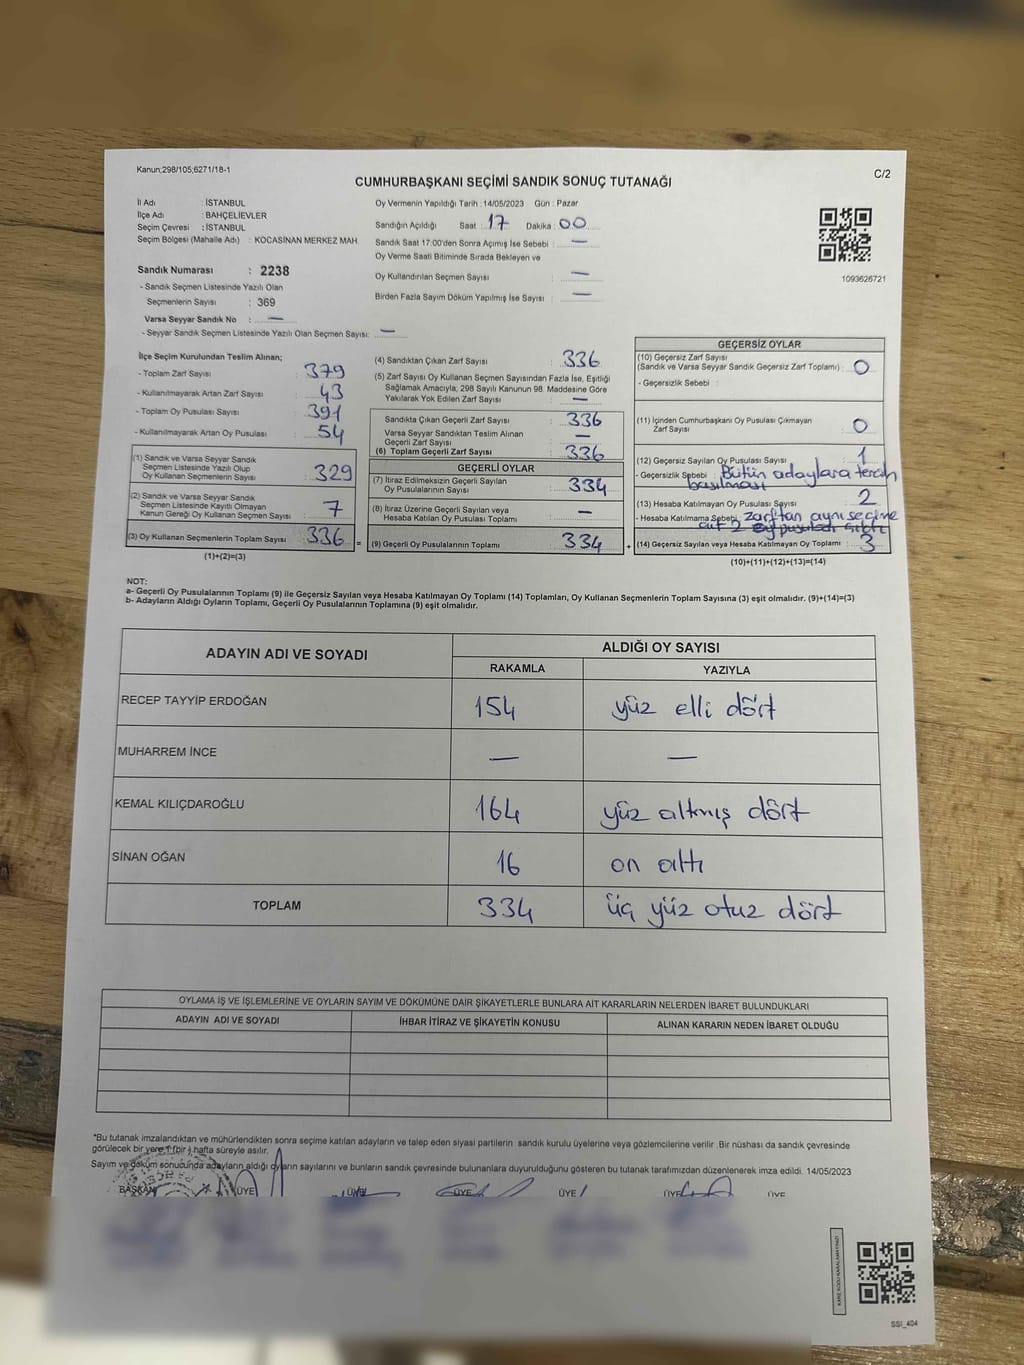 Kanun;298/105;6271/18-1
C/2
CUMHURBAŞKANI SEÇİMİ SANDIK SONUÇ TUTANAĞI
İl Adı : İSTANBUL
İlçe Adı : BAHÇELİEVLER
Seçim Çevresi : İSTANBUL
Seçim Bölgesi (Mahalle Adı) : KOCASİNAN MERKEZ MAH.
Sandık Numarası : 2238
- Sandık Seçmen Listesinde Yazılı Olan
Seçmenlerin Sayısı : 369
Varsa Seyyar Sandık No : —
- Seyyar Sandık Seçmen Listesinde Yazılı Olan Seçmen Sayısı: —
Oy Vermenin Yapıldığı Tarih : 14/05/2023 Gün : Pazar
Sandığın Açıldığı Saat : 17 Dakika : 00
Sandık Saat 17:00'den Sonra Açılmış İse Sebebi : —
Oy Verme Saati Bitiminde Sırada Bekleyen ve
Oy Kullandırılan Seçmen Sayısı : —
Birden Fazla Sayım Döküm Yapılmış İse Sayısı : —
1093626721
İlçe Seçim Kurulundan Teslim Alınan;
- Toplam Zarf Sayısı : 379
- Kullanılmayarak Artan Zarf Sayısı : 43
- Toplam Oy Pusulası Sayısı : 391
- Kullanılmayarak Artan Oy Pusulası : 54
(1) Sandık ve Varsa Seyyar Sandık
Seçmen Listesinde Yazılı Olup
Oy Kullanan Seçmenlerin Sayısı : 329
(2) Sandık ve Varsa Seyyar Sandık
Seçmen Listesinde Kayıtlı Olmayan
Kanun Gereği Oy Kullanan Seçmen Sayısı : 7
(3) Oy Kullanan Seçmenlerin Toplam Sayısı : 336
(1)+(2)=(3)
(4) Sandıktan Çıkan Zarf Sayısı : 336
(5) Zarf Sayısı Oy Kullanan Seçmen Sayısından Fazla İse, Eşitliği
Sağlamak Amacıyla; 298 Sayılı Kanunun 98. Maddesine Göre
Yakılarak Yok Edilen Zarf Sayısı : —
Sandıkta Çıkan Geçerli Zarf Sayısı : 336
Varsa Seyyar Sandıktan Teslim Alınan
Geçerli Zarf Sayısı : —
(6) Toplam Geçerli Zarf Sayısı : 336
GEÇERLİ OYLAR
(7) İtiraz Edilmeksizin Geçerli Sayılan
Oy Pusulalarının Sayısı : 334
(8) İtiraz Üzerine Geçerli Sayılan veya
Hesaba Katılan Oy Pusulası Toplamı : —
= (9) Geçerli Oy Pusulalarının Toplamı : 334 +
GEÇERSİZ OYLAR
(10) Geçersiz Zarf Sayısı
(Sandık ve Varsa Seyyar Sandık Geçersiz Zarf Toplamı) : 0
- Geçersizlik Sebebi :
(11) İçinden Cumhurbaşkanı Oy Pusulası Çıkmayan
Zarf Sayısı : 0
(12) Geçersiz Sayılan Oy Pusulası Sayısı : 1
- Geçersizlik Sebebi : Bütün adaylara tercih
basılması
(13) Hesaba Katılmayan Oy Pusulası Sayısı : 2
- Hesaba Katılmama Sebebi : zarftan aynı seçime
ait 2 oy pusulası çıktı
(14) Geçersiz Sayılan veya Hesaba Katılmayan Oy Toplamı : 3
(10)+(11)+(12)+(13)=(14)
NOT:
a- Geçerli Oy Pusulalarının Toplamı (9) ile Geçersiz Sayılan veya Hesaba Katılmayan Oy Toplamı (14) Toplamları, Oy Kullanan Seçmenlerin Toplam Sayısına (3) eşit olmalıdır. (9)+(14)=(3)
b- Adayların Aldığı Oyların Toplamı, Geçerli Oy Pusulalarının Toplamına (9) eşit olmalıdır.
ADAYIN ADI VE SOYADI
ALDIĞI OY SAYISI
RAKAMLA YAZIYLA
RECEP TAYYİP ERDOĞAN 154 yüz elli dört
MUHARREM İNCE — —
KEMAL KILIÇDAROĞLU 164 yüz altmış dört
SİNAN OĞAN 16 on altı
TOPLAM 334 üç yüz otuz dört
OYLAMA İŞ VE İŞLEMLERİNE VE OYLARIN SAYIM VE DÖKÜMÜNE DAİR ŞİKAYETLERLE BUNLARA AİT KARARLARIN NELERDEN İBARET BULUNDUKLARI
ADAYIN ADI VE SOYADI İHBAR İTİRAZ VE ŞİKAYETİN KONUSU ALINAN KARARIN NEDEN İBARET OLDUĞU
*Bu tutanak imzalandıktan ve mühürlendikten sonra seçime katılan adayların ve talep eden siyasi partilerin sandık kurulu üyelerine veya gözlemcilerine verilir. Bir nüshası da sandık çevresinde
görülecek bir yere 1 (bir) hafta süreyle asılır.
Sayım ve döküm sonucunda adayların aldığı oyların sayılarını ve bunların sandık çevresinde bulunanlara duyurulduğunu gösteren bu tutanak tarafımızdan düzenlenerek imza edildi. 14/05/2023
BAŞKAN ÜYE ÜYE ÜYE ÜYE ÜYE ÜYE
KARE KODU KARALAMAYINIZ!
SSİ_404